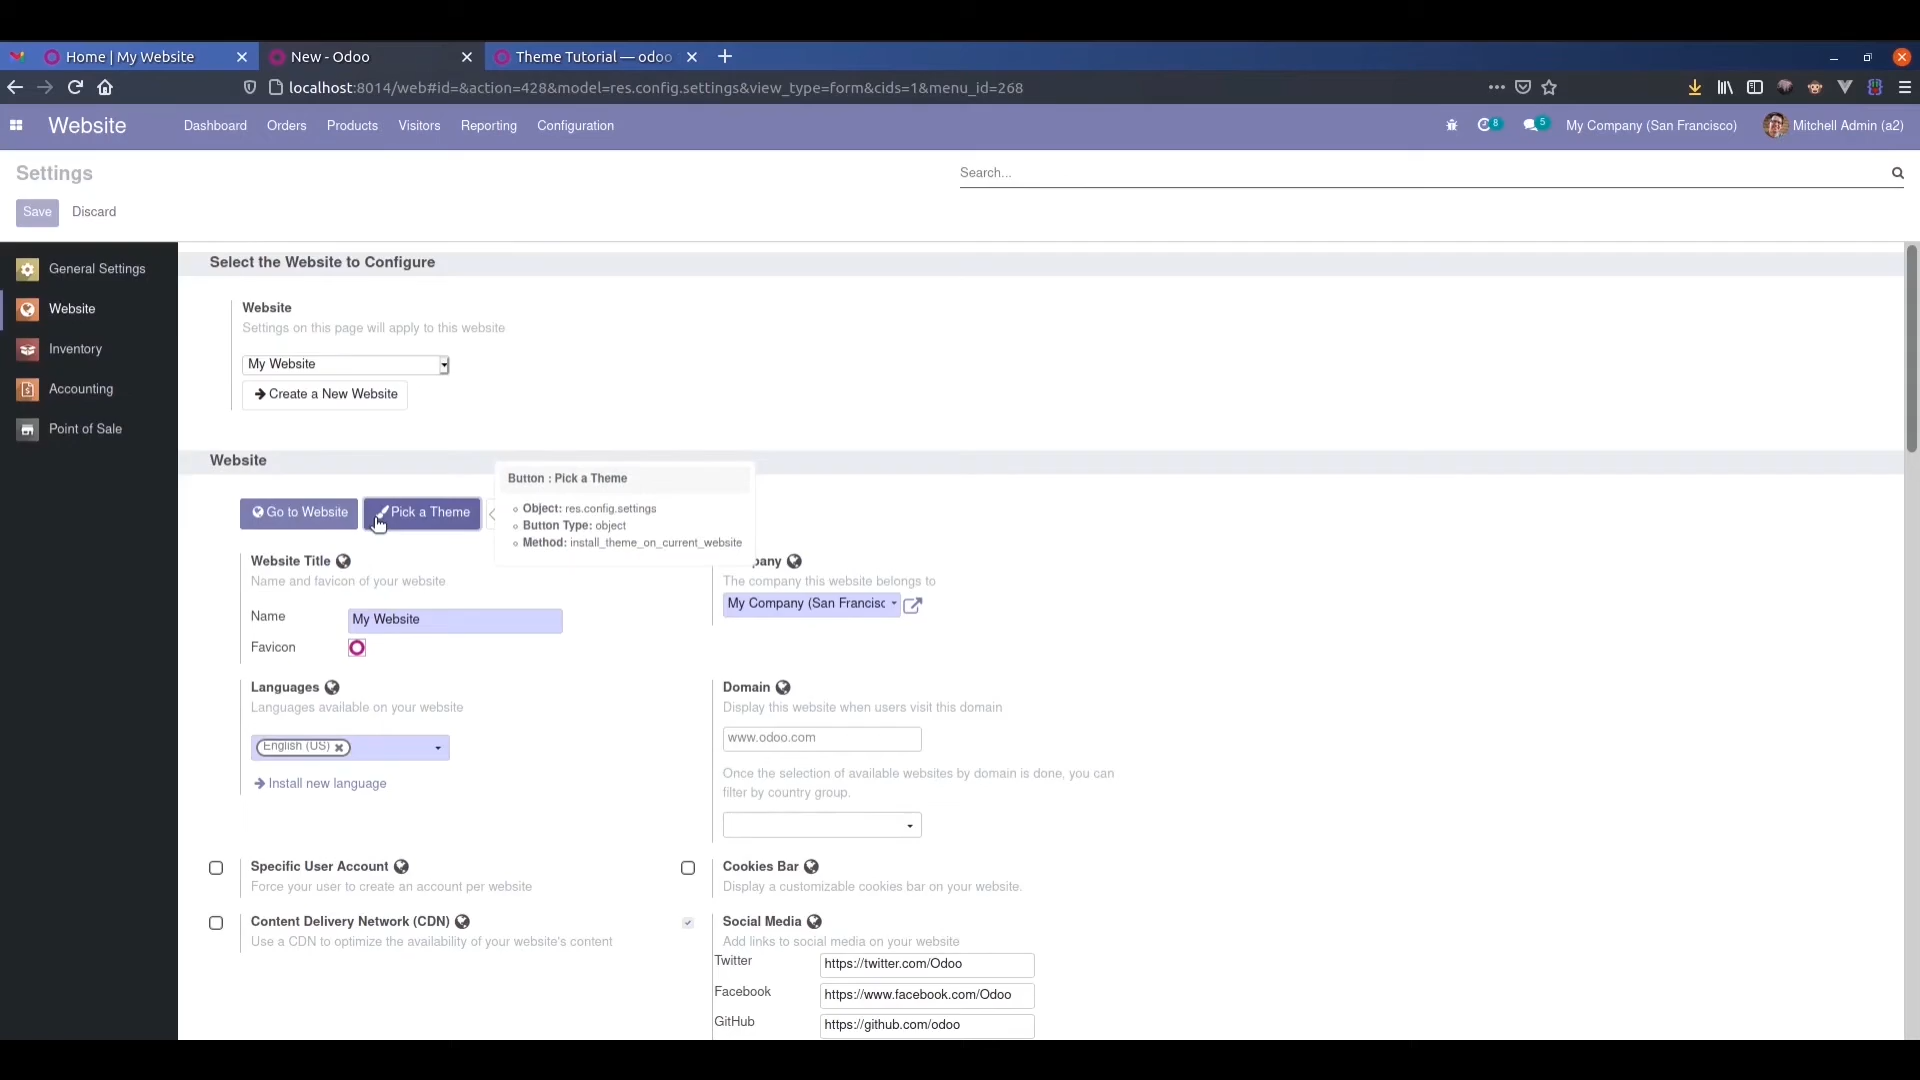 Home | My Website
New - Odoo
Theme Tutorial — odoo
localhost:8014/web#id=&action=428&model=res.config.settings&view_type=form&cids=1&menu_id=268
Website
Dashboard
Orders
Products
Visitors
Reporting
Configuration
8
5
My Company (San Francisco)
Mitchell Admin (a2)
Settings
Search...
Save
Discard
General Settings
Website
Inventory
Accounting
Point of Sale
Select the Website to Configure
Website
Settings on this page will apply to this website
My Website
Create a New Website
Website
Go to Website
Pick a Theme
Button : Pick a Theme
Object: res.config.settings
Button Type: object
Method: install_theme_on_current_website
Website Title
Name and favicon of your website
Name
My Website
Favicon
pany
The company this website belongs to
My Company (San Francisc
Languages
Languages available on your website
English (US)
Install new language
Domain
Display this website when users visit this domain
www.odoo.com
Once the selection of available websites by domain is done, you can
filter by country group.
Specific User Account
Force your user to create an account per website
Cookies Bar
Display a customizable cookies bar on your website.
Content Delivery Network (CDN)
Use a CDN to optimize the availability of your website's content
Social Media
Add links to social media on your website
Twitter
https://twitter.com/Odoo
Facebook
https://www.facebook.com/Odoo
GitHub
https://github.com/odoo